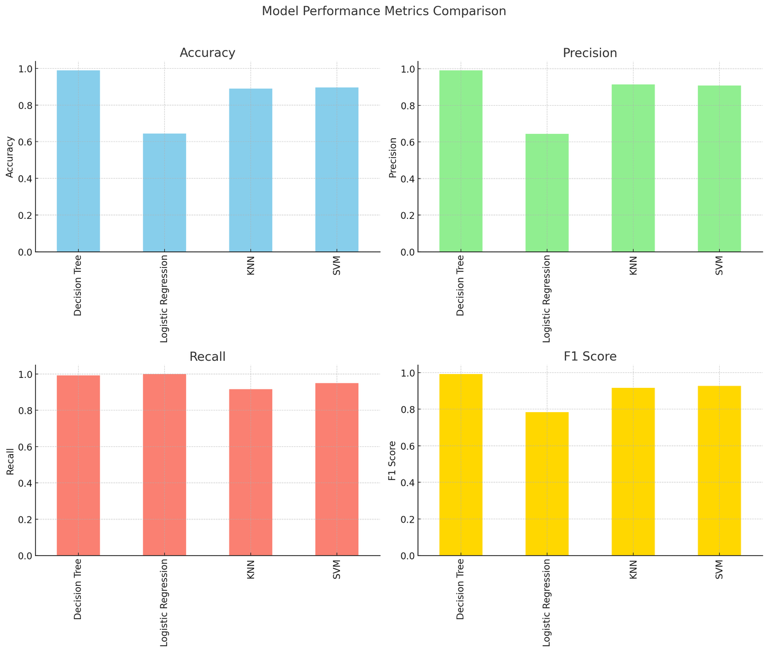 Model Performance Metrics Comparison
Accuracy
1.0
0.8
0.6
0.4
0.2
0.0
Accuracy
Decision Tree
Logistic Regression
KNN
SVM
Precision
1.0
0.8
0.6
0.4
0.2
0.0
Precision
Decision Tree
Logistic Regression
KNN
SVM
Recall
1.0
0.8
0.6
0.4
0.2
0.0
Recall
Decision Tree
Logistic Regression
KNN
SVM
F1 Score
1.0
0.8
0.6
0.4
0.2
0.0
F1 Score
Decision Tree
Logistic Regression
KNN
SVM